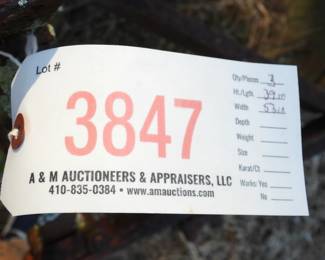 Lot #
3847
A & M AUCTIONEERS & APPRAISERS, LLC
410-835-0384 • www.amauctions.com
Qty/Pieces 3
Ht./Lgth.
Width
Depth
Weight
Size
Karat/Ct
Works: Yes
No